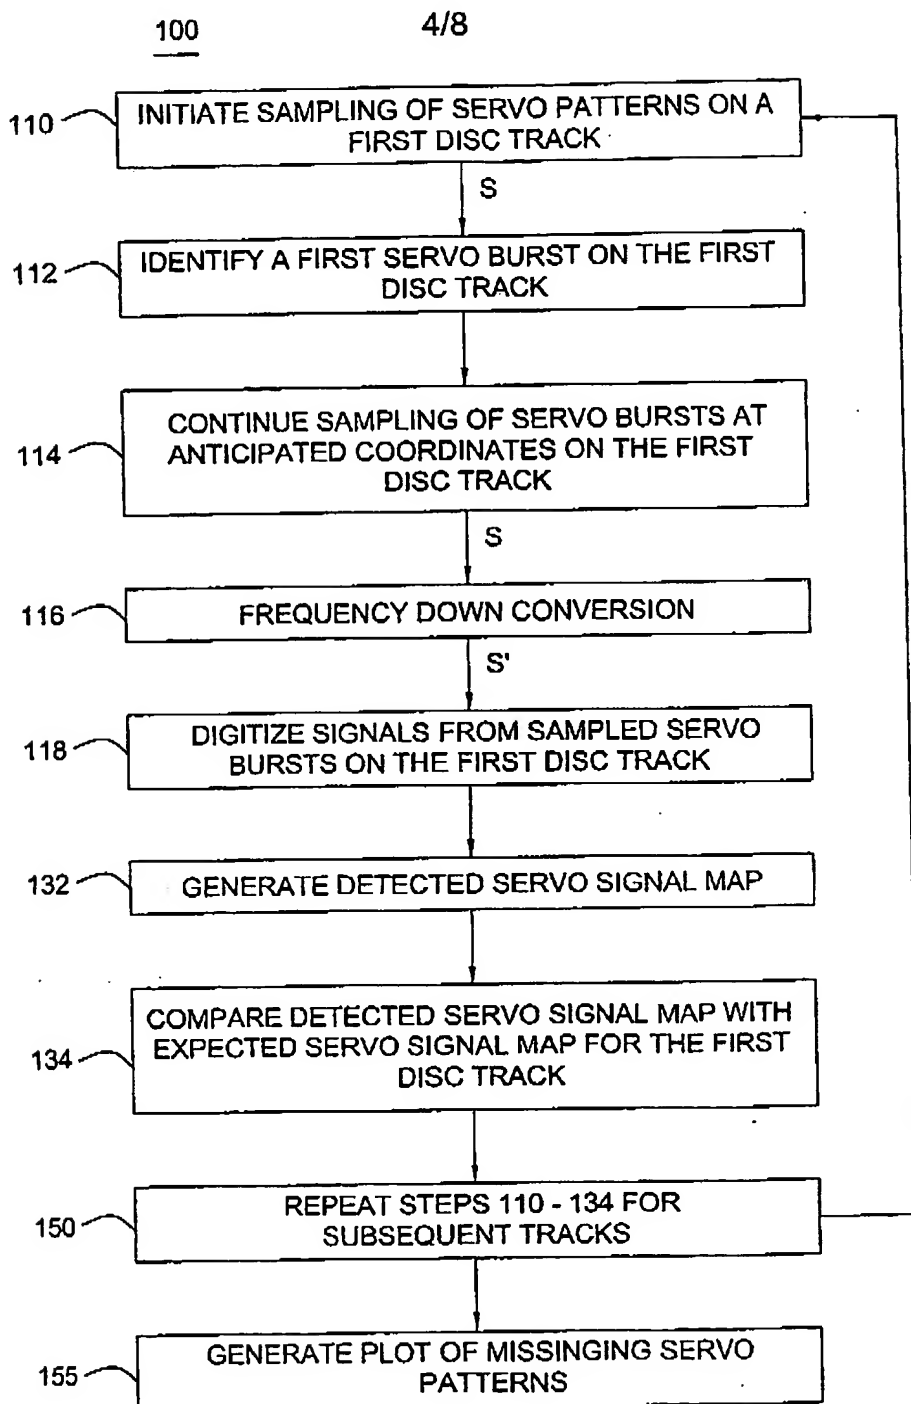 100
4/8
110
INITIATE SAMPLING OF SERVO PATTERNS ON A
FIRST DISC TRACK
S
112
IDENTIFY A FIRST SERVO BURST ON THE FIRST
DISC TRACK
114
CONTINUE SAMPLING OF SERVO BURSTS AT
ANTICIPATED COORDINATES ON THE FIRST
DISC TRACK
S
116
FREQUENCY DOWN CONVERSION
S'
118
DIGITIZE SIGNALS FROM SAMPLED SERVO
BURSTS ON THE FIRST DISC TRACK
132
GENERATE DETECTED SERVO SIGNAL MAP
134
COMPARE DETECTED SERVO SIGNAL MAP WITH
EXPECTED SERVO SIGNAL MAP FOR THE FIRST
DISC TRACK
150
REPEAT STEPS 110 - 134 FOR
SUBSEQUENT TRACKS
155
GENERATE PLOT OF MISSINGING SERVO
PATTERNS